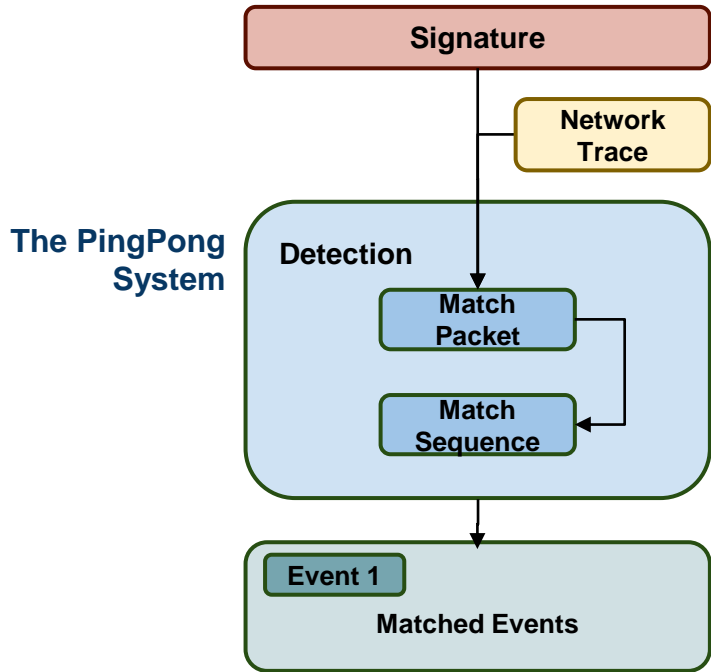 Signature
Network
Trace
The PingPong
System
Detection
Match
Packet
Match
Sequence
Event 1
Matched Events